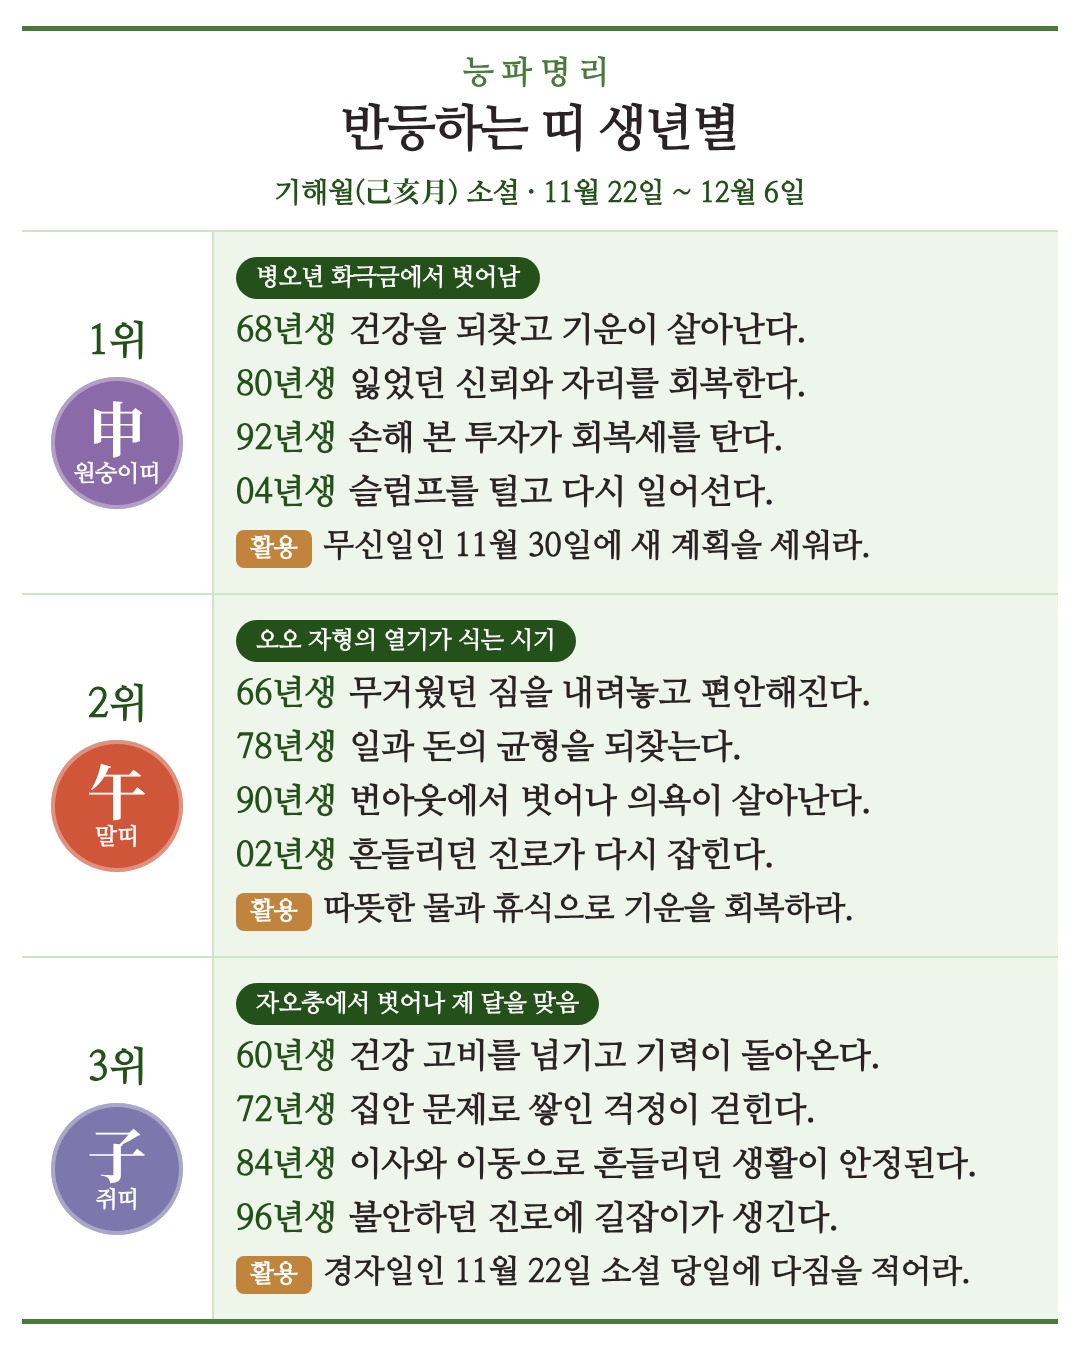 능파명리
반등하는 띠 생년별
기해월(己亥月) 소설 · 11월 22일 ~ 12월 6일
1위
申
원숭이띠
병오년 화극금에서 벗어남
68년생 건강을 되찾고 기운이 살아난다.
80년생 잃었던 신뢰와 자리를 회복한다.
92년생 손해 본 투자가 회복세를 탄다.
04년생 슬럼프를 털고 다시 일어선다.
활용 무신일인 11월 30일에 새 계획을 세워라.
2위
午
말띠
오오 자형의 열기가 식는 시기
66년생 무거웠던 짐을 내려놓고 편안해진다.
78년생 일과 돈의 균형을 되찾는다.
90년생 번아웃에서 벗어나 의욕이 살아난다.
02년생 흔들리던 진로가 다시 잡힌다.
활용 따뜻한 물과 휴식으로 기운을 회복하라.
3위
子
쥐띠
자오충에서 벗어나 제 달을 맞음
60년생 건강 고비를 넘기고 기력이 돌아온다.
72년생 집안 문제로 쌓인 걱정이 걷힌다.
84년생 이사와 이동으로 흔들리던 생활이 안정된다.
96년생 불안하던 진로에 길잡이가 생긴다.
활용 경자일인 11월 22일 소설 당일에 다짐을 적어라.